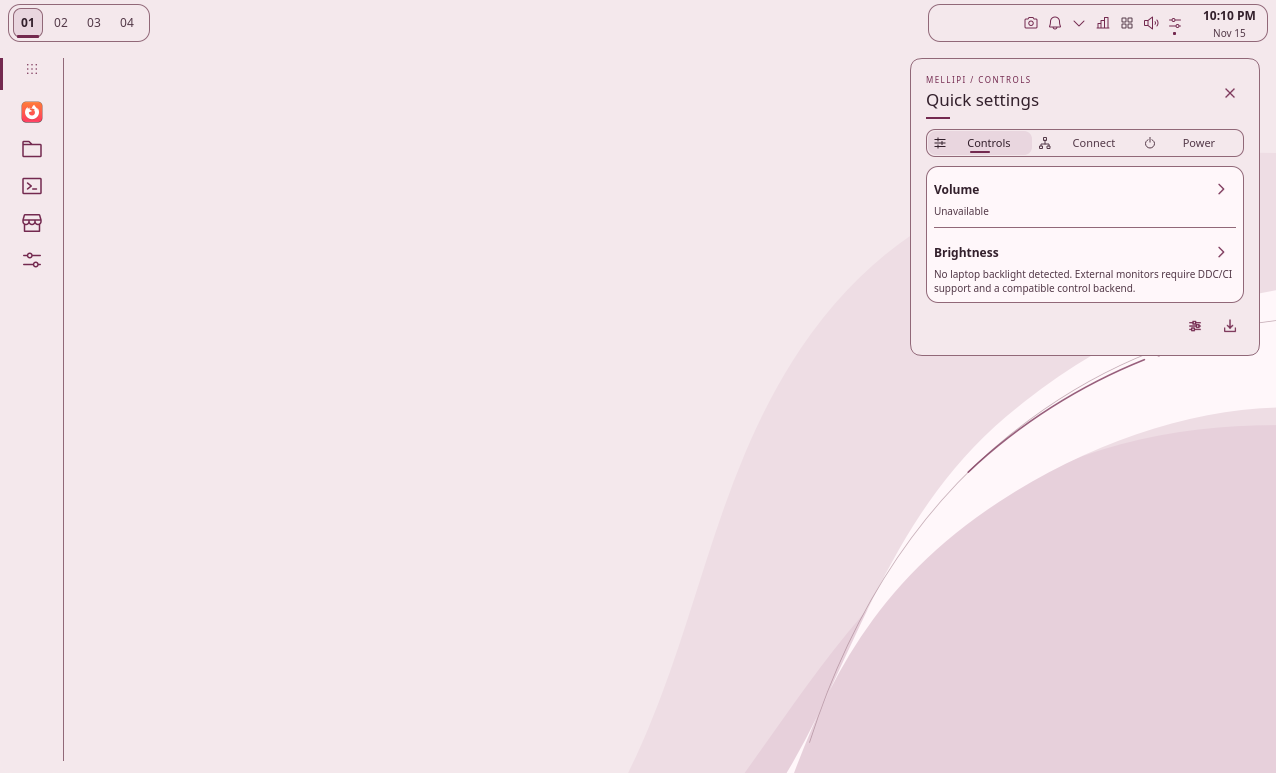 01 02 03 04
10:10 PM
Nov 15
MELLIPI / CONTROLS
Quick settings
Controls Connect Power
Volume
Unavailable
Brightness
No laptop backlight detected. External monitors require DDC/CI
support and a compatible control backend.